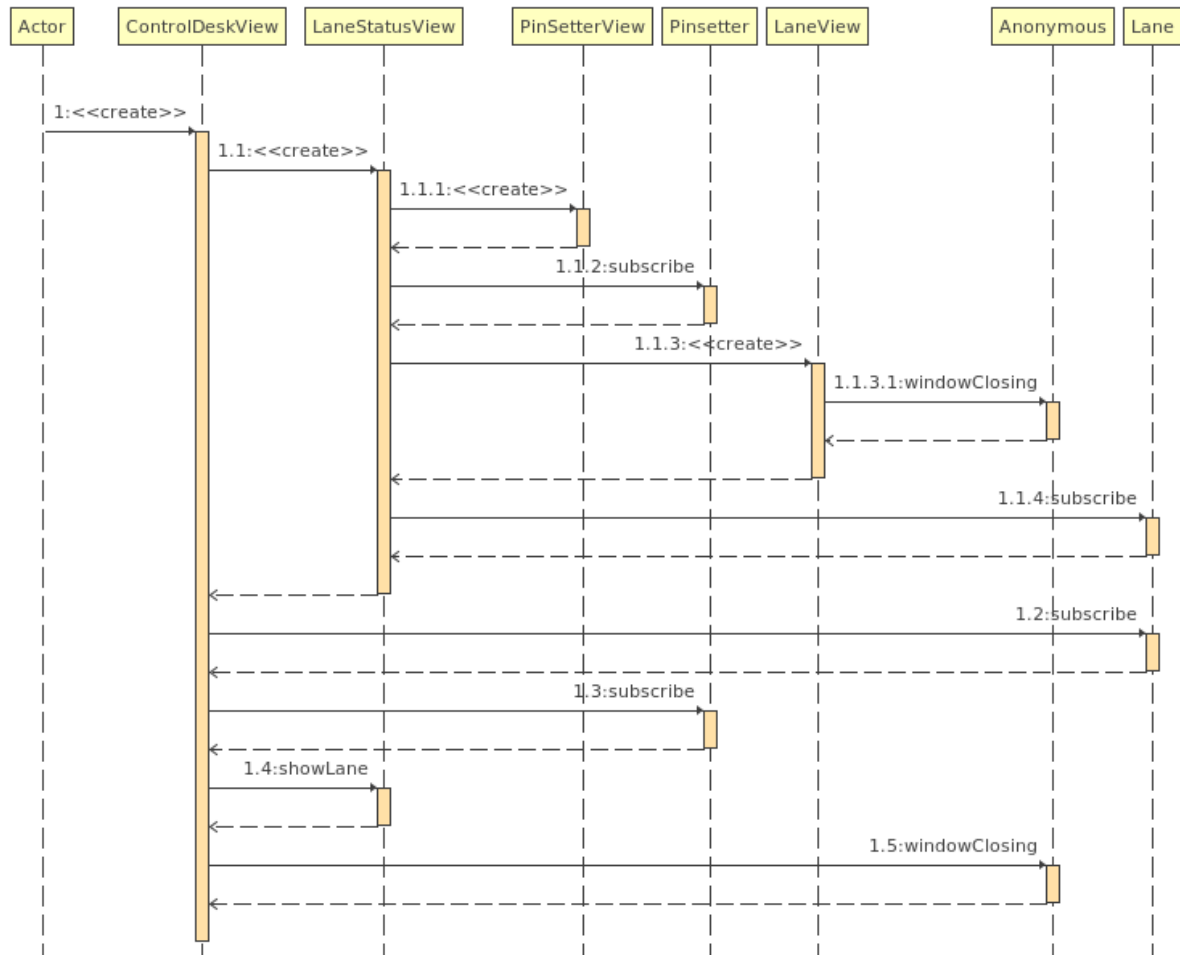 Actor ControlDeskView LaneStatusView PinSetterView Pinsetter LaneView Anonymous Lane
1:<<create>>
1.1:<<create>>
1.1.1:<<create>>
1.1.2:subscribe
1.1.3:<<create>>
1.1.3.1:windowClosing
1.1.4:subscribe
1.2:subscribe
1.3:subscribe
1.4:showLane
1.5:windowClosing